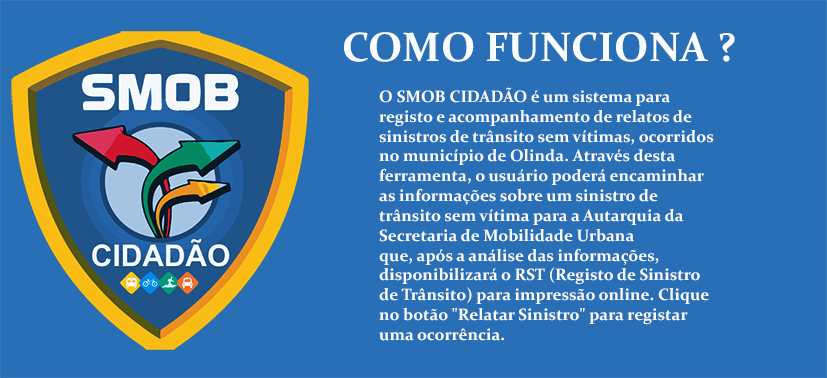 SMOB
CIDADÃO
COMO FUNCIONA ?
O SMOB CIDADÃO é um sistema para
registo e acompanhamento de relatos de
sinistros de trânsito sem vítimas, ocorridos
no município de Olinda. Através desta
ferramenta, o usuário poderá encaminhar
as informações sobre um sinistro de
trânsito sem vítima para a Autarquia da
Secretaria de Mobilidade Urbana
que, após a análise das informações,
disponibilizará o RST (Registo de Sinistro
de Trânsito) para impressão online. Clique
no botão "Relatar Sinistro" para registar
uma ocorrência.